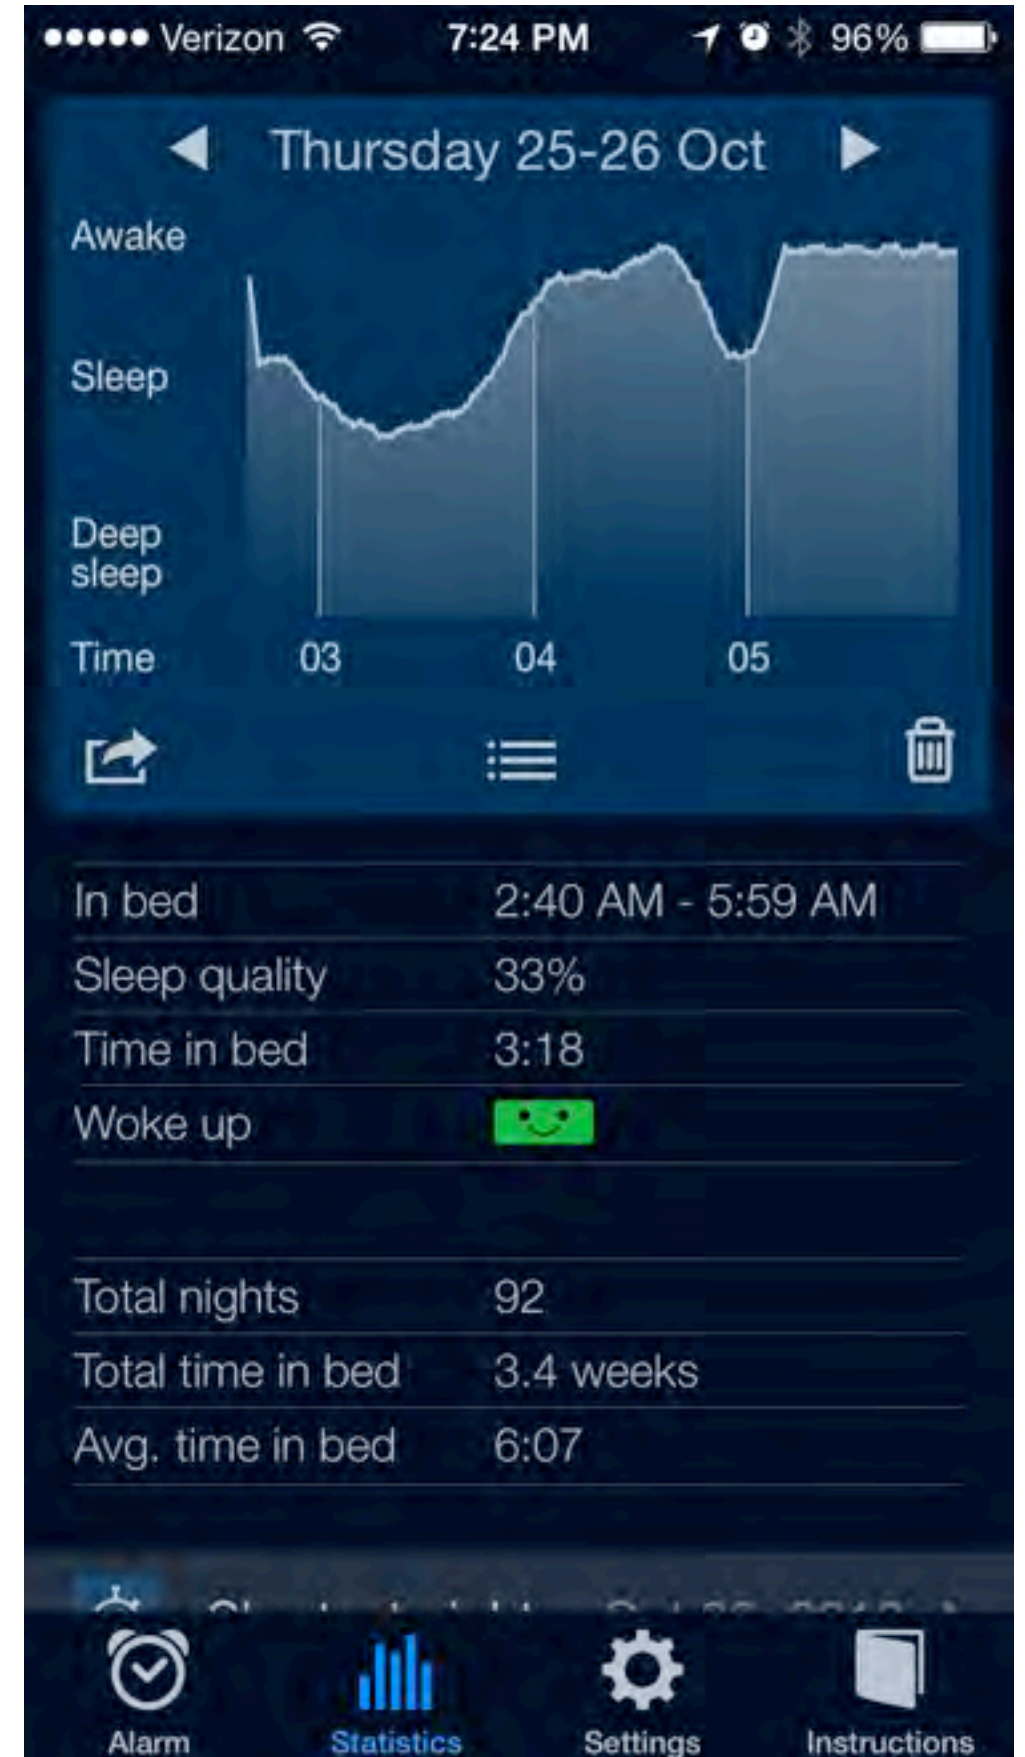 Verizon 7:24 PM 96%
Thursday 25-26 Oct
Awake
Sleep
Deep
sleep
Time 03 04 05
In bed 2:40 AM - 5:59 AM
Sleep quality 33%
Time in bed 3:18
Woke up
Total nights 92
Total time in bed 3.4 weeks
Avg. time in bed 6:07
Alarm Statistics Settings Instructions